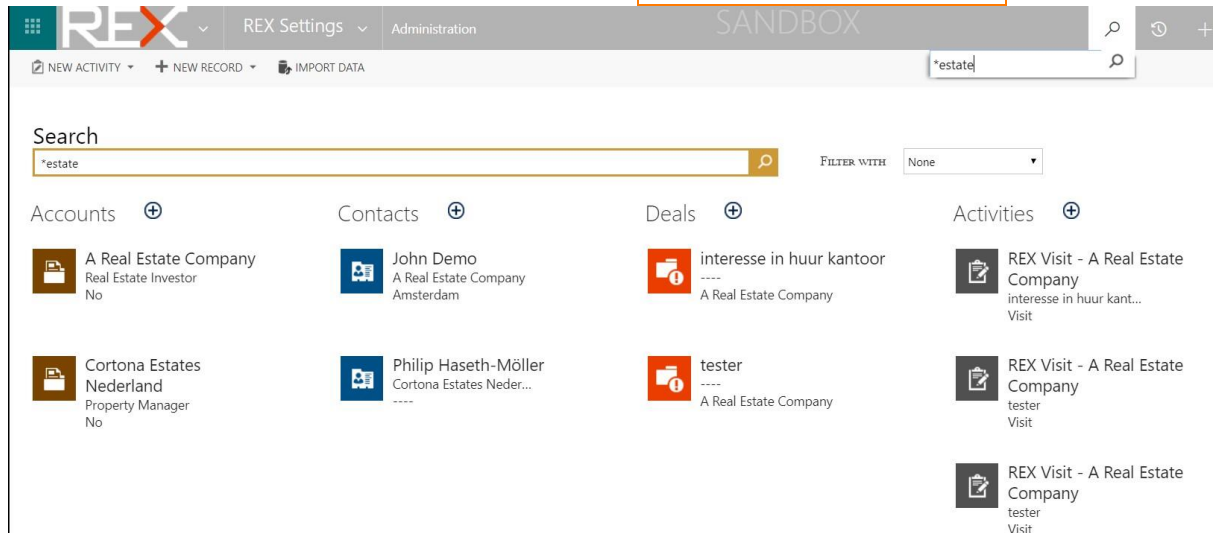 REX
REX Settings
Administration
SANDBOX
NEW ACTIVITY
NEW RECORD
IMPORT DATA
*estate
Search
*estate
FILTER WITH
None
Accounts
A Real Estate Company
Real Estate Investor
No
Cortona Estates
Nederland
Property Manager
No
Contacts
John Demo
A Real Estate Company
Amsterdam
Philip Haseth-Möller
Cortona Estates Neder...
----
Deals
interesse in huur kantoor
----
A Real Estate Company
tester
----
A Real Estate Company
Activities
REX Visit - A Real Estate
Company
interesse in huur kant...
Visit
REX Visit - A Real Estate
Company
tester
Visit
REX Visit - A Real Estate
Company
tester
Visit